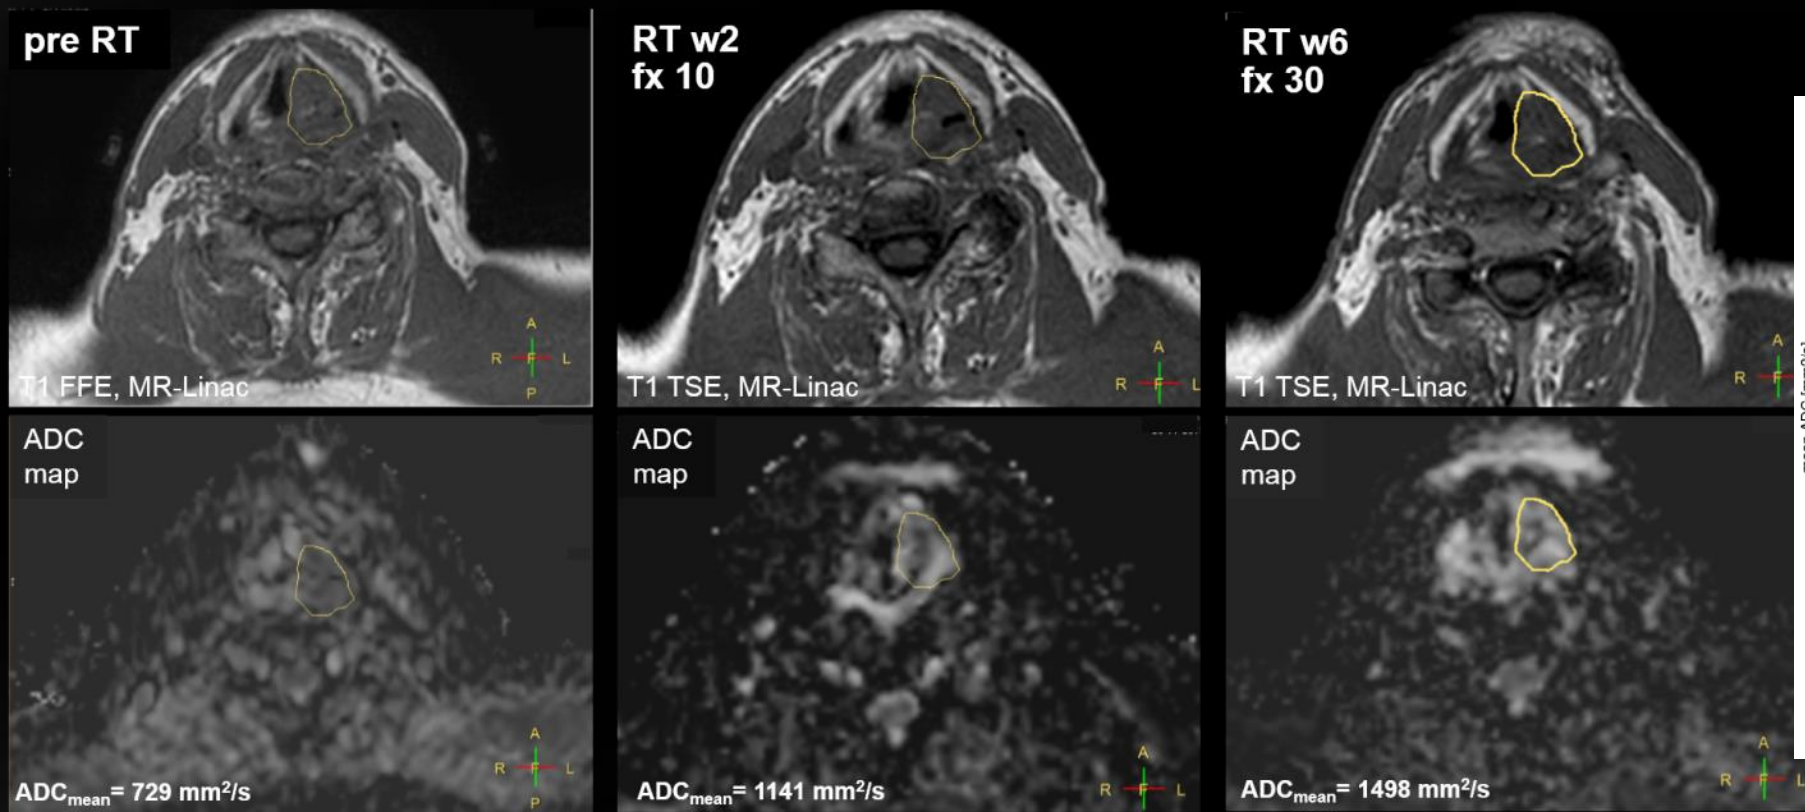 pre RT
RT w2
fx 10
RT w6
fx 30
A
R F L
P
T1 FFE, MR-Linac
A
R F L
T1 TSE, MR-Linac
A
R F
T1 TSE, MR-Linac
ADC
map
ADC
map
ADC
map
A
R F L
P
ADCmean= 729 mm²/s
A
R F L
ADCmean= 1141 mm²/s
A
R F L
ADCmean= 1498 mm²/s